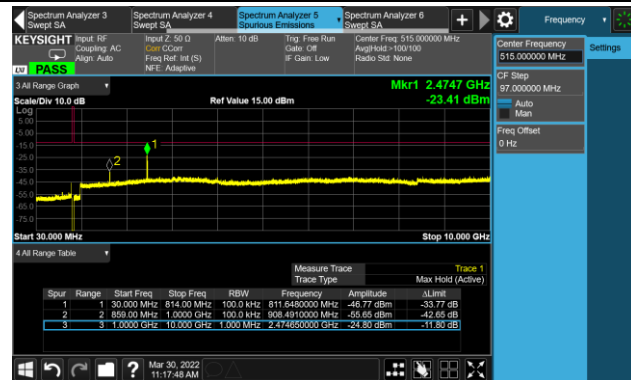 Spectrum Analyzer 3
Swept SA
Spectrum Analyzer 4
Swept SA
Spectrum Analyzer 5
Spurious Emissions
Spectrum Analyzer 6
Swept SA
Frequency
KEYSIGHT
Input: RF
Coupling: AC
Align: Auto
Input Z: 50 Ω
Corr CCorr
Freq Ref: Int (S)
NFE: Adaptive
Atten: 10 dB
Trig: Free Run
Gate: Off
IF Gain: Low
Center Freq: 515.000000 MHz
Avg|Hold:>100/100
Radio Std: None
LXI PASS
Center Frequency
515.000000 MHz
Settings
CF Step
97.000000 MHz
Auto
Man
Freq Offset
0 Hz
3 All Range Graph
Mkr1 2.4747 GHz
Scale/Div 10.0 dB
Ref Value 15.00 dBm
-23.41 dBm
Log
5.00
-5.00
-15.0
-25.0
-35.0
-45.0
-55.0
-65.0
-75.0
1
2
Start 30.000 MHz
Stop 10.000 GHz
4 All Range Table
Measure Trace Trace 1
Trace Type Max Hold (Active)
Spur Range Start Freq Stop Freq RBW Frequency Amplitude ΔLimit
1 1 30.000 MHz 814.00 MHz 100.0 kHz 811.6480000 MHz -46.77 dBm -33.77 dB
2 2 859.00 MHz 1.0000 GHz 100.0 kHz 908.4910000 MHz -55.65 dBm -42.65 dB
3 3 1.0000 GHz 10.000 GHz 1.000 MHz 2.474650000 GHz -24.80 dBm -11.80 dB
Mar 30, 2022
11:17:48 AM